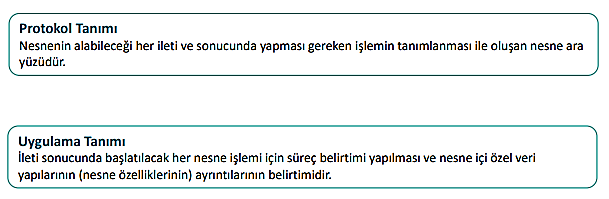 Protokol Tanımı
Nesnenin alabileceği her ileti ve sonucunda yapması gereken işlemin tanımlanması ile oluşan nesne ara
yüzüdür.
Uygulama Tanımı
İleti sonucunda başlatılacak her nesne işlemi için süreç belirtimi yapılması ve nesne içi özel veri
yapılarının (nesne özelliklerinin) ayrıntılarının belirtimidir.